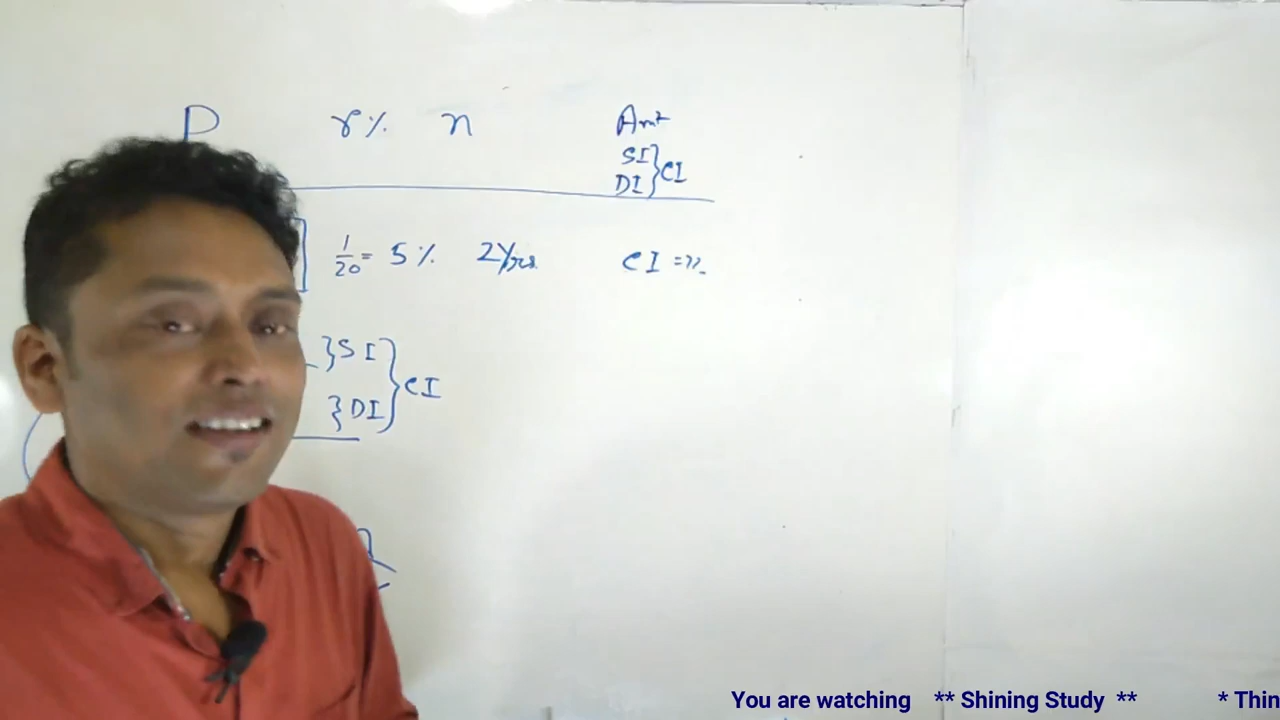 P r% n Amt
SI } CI
DI
1/20 = 5% 2Yrs CI = ??
} SI } CI
} DI
You are watching ** Shining Study ** * Thin